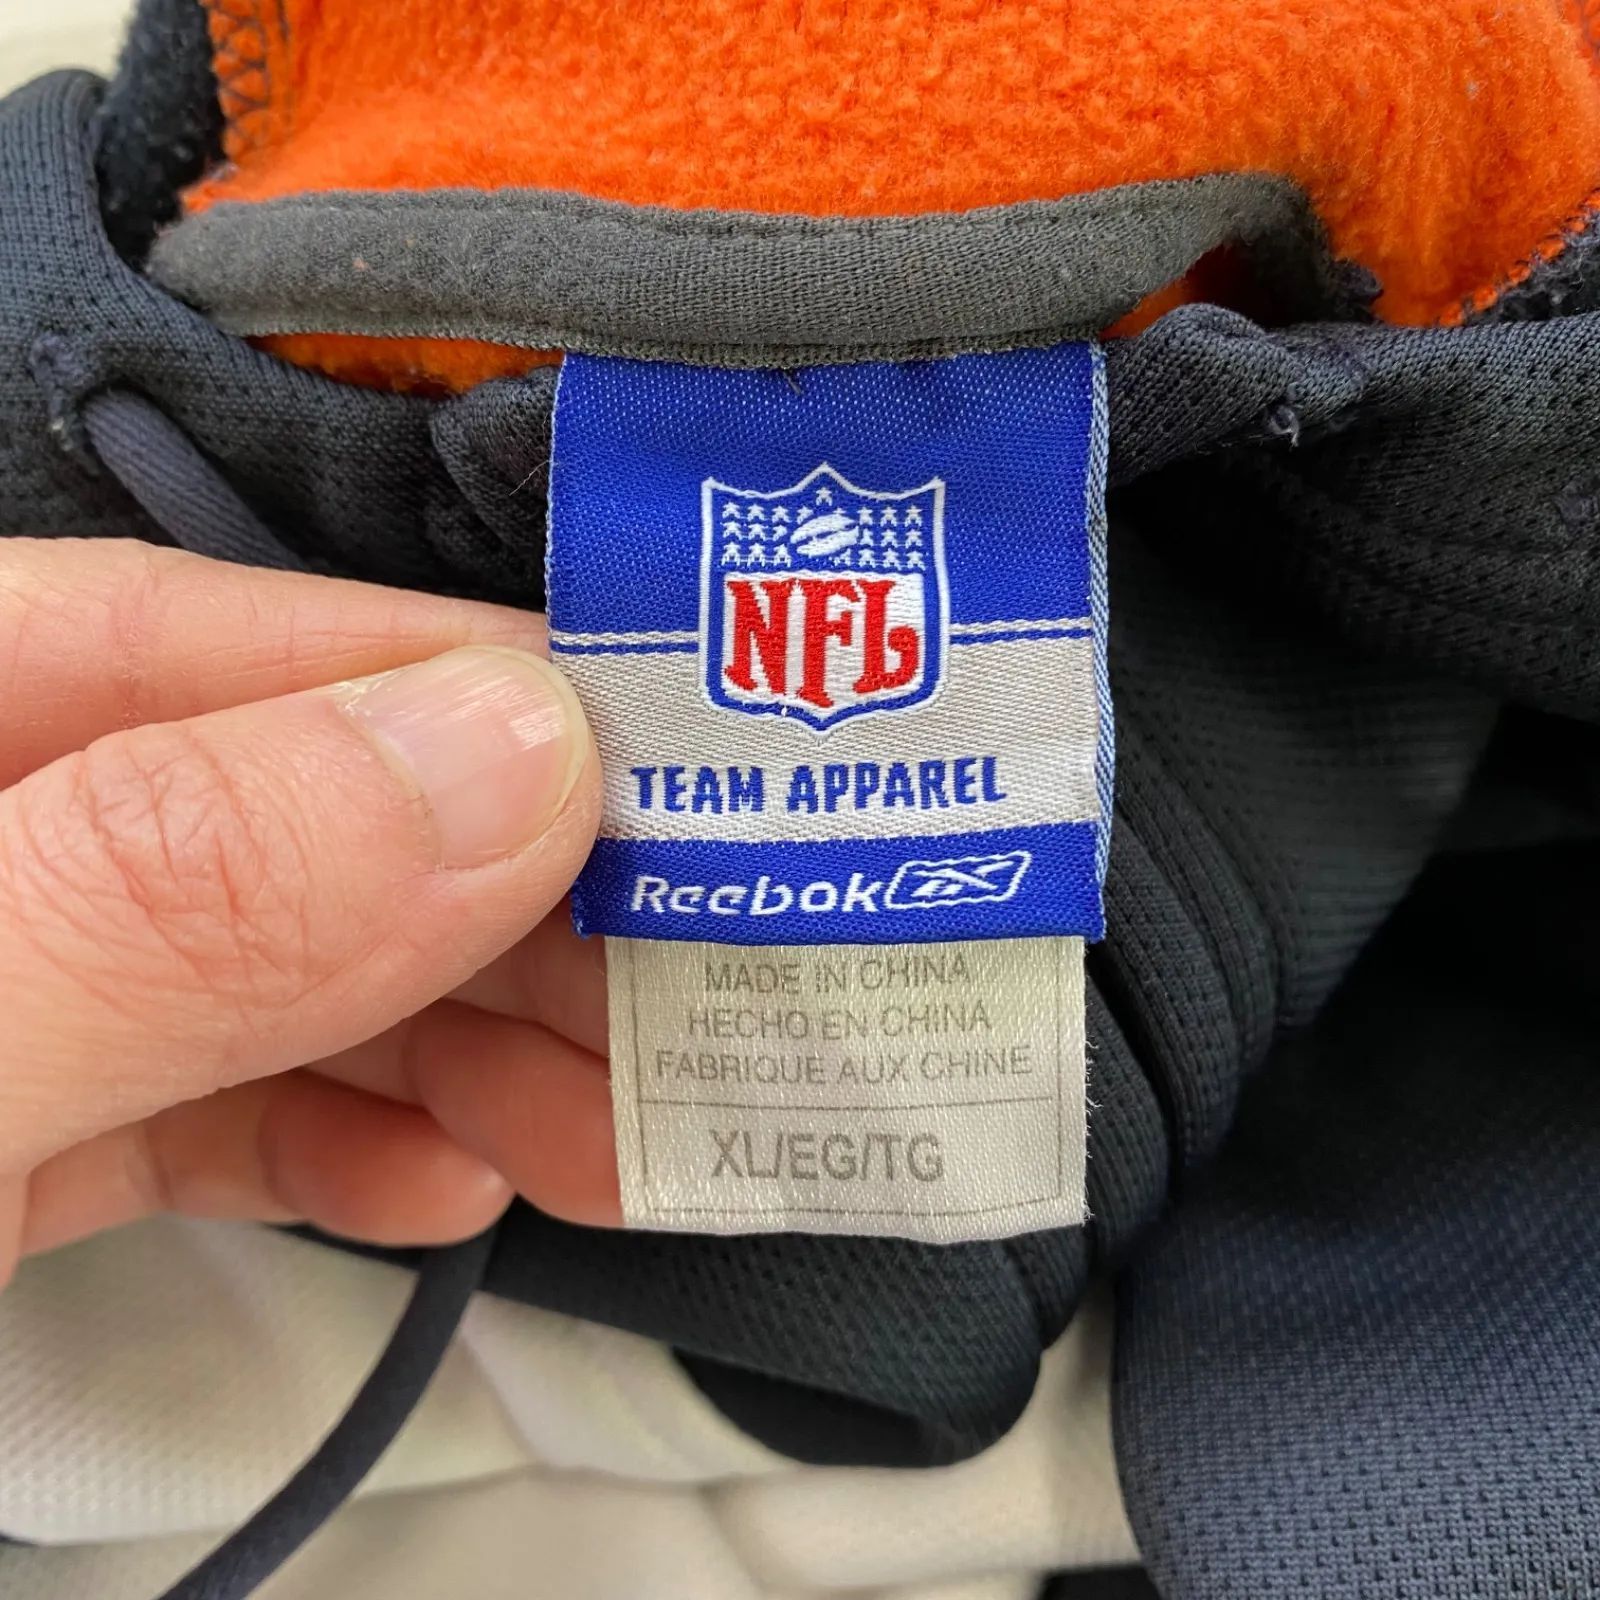 NFL
TEAM APPAREL
Reebok
MADE IN CHINA
HECHO EN CHINA
FABRIQUE AUX CHINE
XL/EG/TG